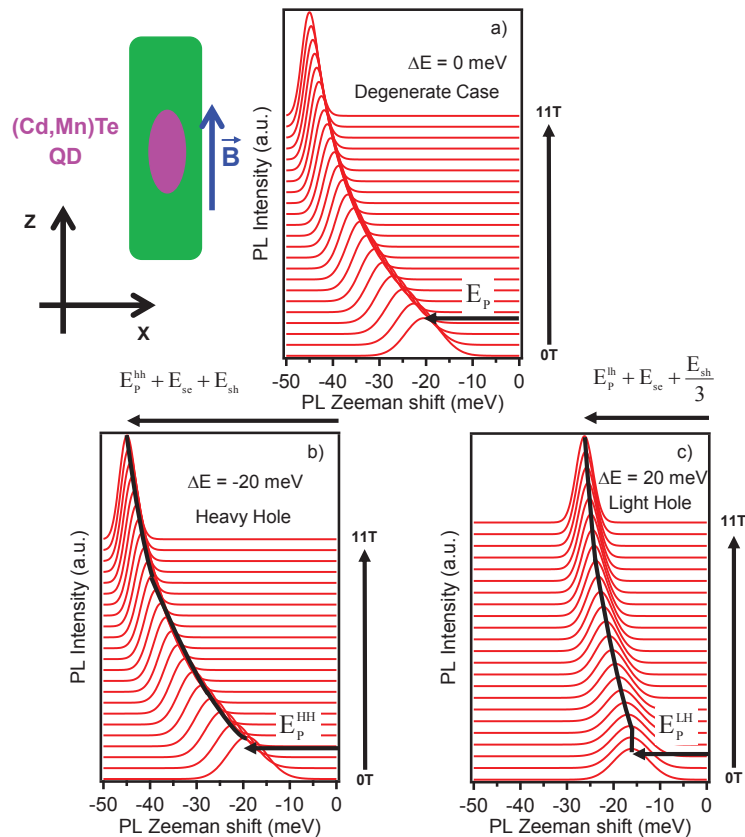 (Cd,Mn)Te
QD
B
Z
X
a)
ΔE = 0 meV
Degenerate Case
PL Intensity (a.u.)
E_P
11T
0T
-50 -40 -30 -20 -10 0
PL Zeeman shift (meV)
E_P^hh + E_se + E_sh
E_P^lh + E_se + E_sh/3
b)
ΔE = -20 meV
Heavy Hole
PL Intensity (a.u.)
E_P^HH
11T
0T
-50 -40 -30 -20 -10 0
PL Zeeman shift (meV)
c)
ΔE = 20 meV
Light Hole
PL Intensity (a.u.)
E_P^LH
11T
0T
-50 -40 -30 -20 -10 0
PL Zeeman shift (meV)